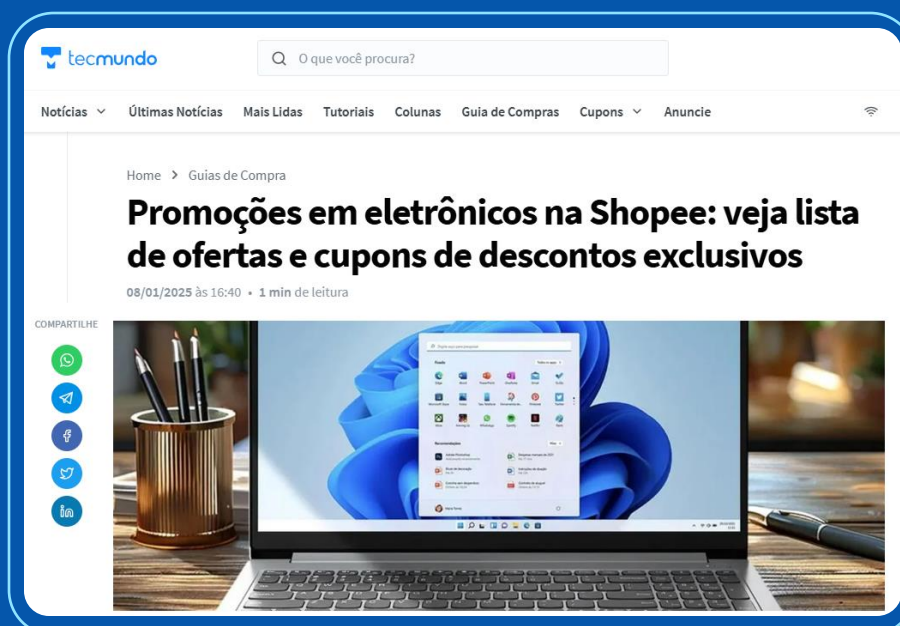 tecmundo
O que você procura?
Notícias Últimas Notícias Mais Lidas Tutoriais Colunas Guia de Compras Cupons Anuncie
Home > Guias de Compra
Promoções em eletrônicos na Shopee: veja lista
de ofertas e cupons de descontos exclusivos
08/01/2025 às 16:40 • 1 min de leitura
COMPARTILHE